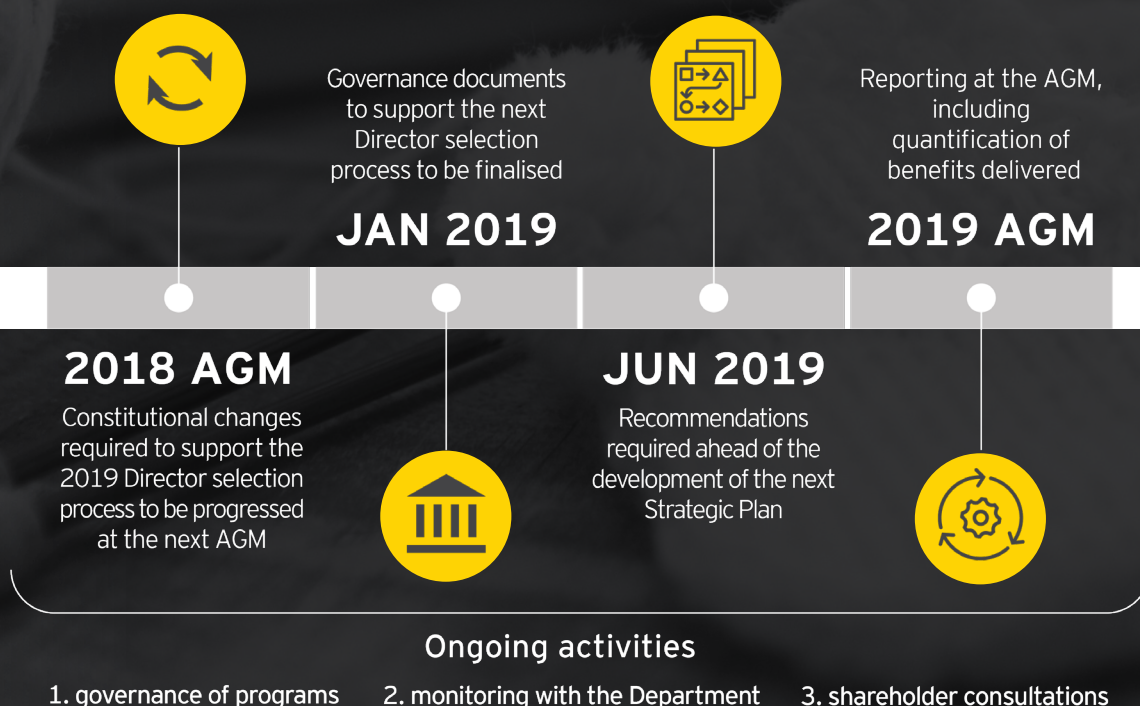 Governance documents
to support the next
Director selection
process to be finalised
JAN 2019
Reporting at the AGM,
including
quantification of
benefits delivered
2019 AGM
2018 AGM
Constitutional changes
required to support the
2019 Director selection
process to be progressed
at the next AGM
JUN 2019
Recommendations
required ahead of the
development of the next
Strategic Plan
Ongoing activities
1. governance of programs
2. monitoring with the Department
3. shareholder consultations